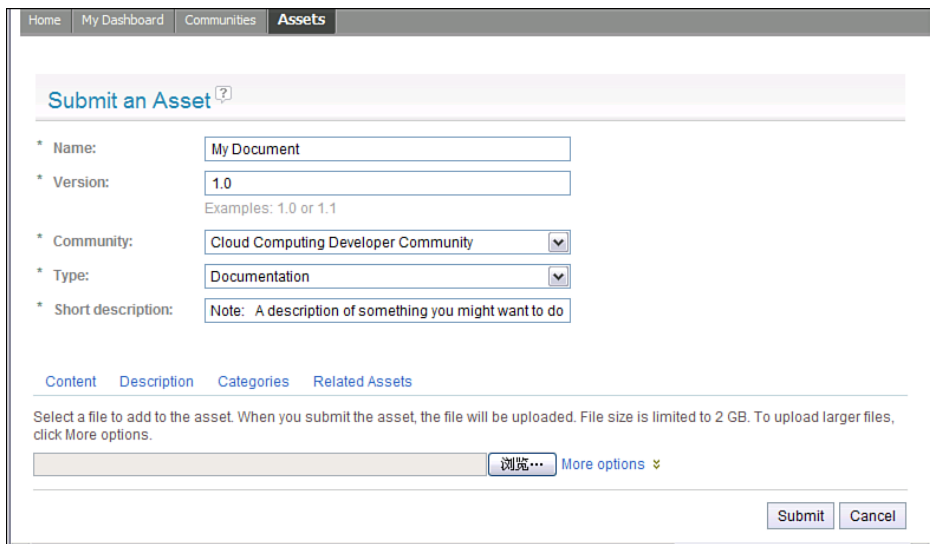 Home My Dashboard Communities Assets
Submit an Asset ?
* Name: My Document
* Version: 1.0
Examples: 1.0 or 1.1
* Community: Cloud Computing Developer Community
* Type: Documentation
* Short description: Note: A description of something you might want to do
Content Description Categories Related Assets
Select a file to add to the asset. When you submit the asset, the file will be uploaded. File size is limited to 2 GB. To upload larger files,
click More options.
浏览… More options
Submit Cancel